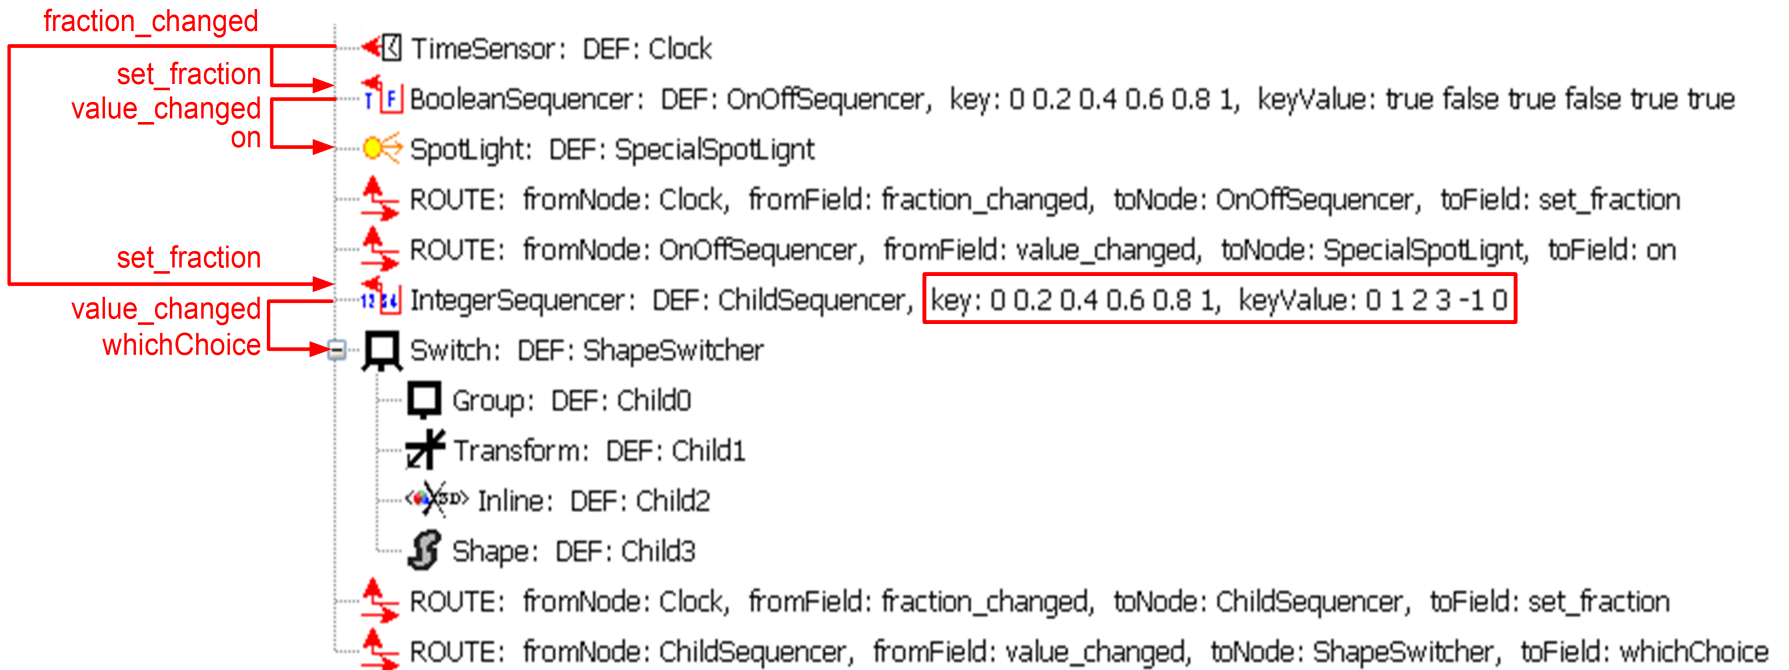 fraction_changed
TimeSensor: DEF: Clock
set_fraction
BooleanSequencer: DEF: OnOffSequencer, key: 0 0.2 0.4 0.6 0.8 1, keyValue: true false true false true true
value_changed
on
SpotLight: DEF: SpecialSpotLignt
ROUTE: fromNode: Clock, fromField: fraction_changed, toNode: OnOffSequencer, toField: set_fraction
ROUTE: fromNode: OnOffSequencer, fromField: value_changed, toNode: SpecialSpotLignt, toField: on
set_fraction
IntegerSequencer: DEF: ChildSequencer, key: 0 0.2 0.4 0.6 0.8 1, keyValue: 0 1 2 3 -1 0
value_changed
whichChoice
Switch: DEF: ShapeSwitcher
Group: DEF: Child0
Transform: DEF: Child1
Inline: DEF: Child2
Shape: DEF: Child3
ROUTE: fromNode: Clock, fromField: fraction_changed, toNode: ChildSequencer, toField: set_fraction
ROUTE: fromNode: ChildSequencer, fromField: value_changed, toNode: ShapeSwitcher, toField: whichChoice